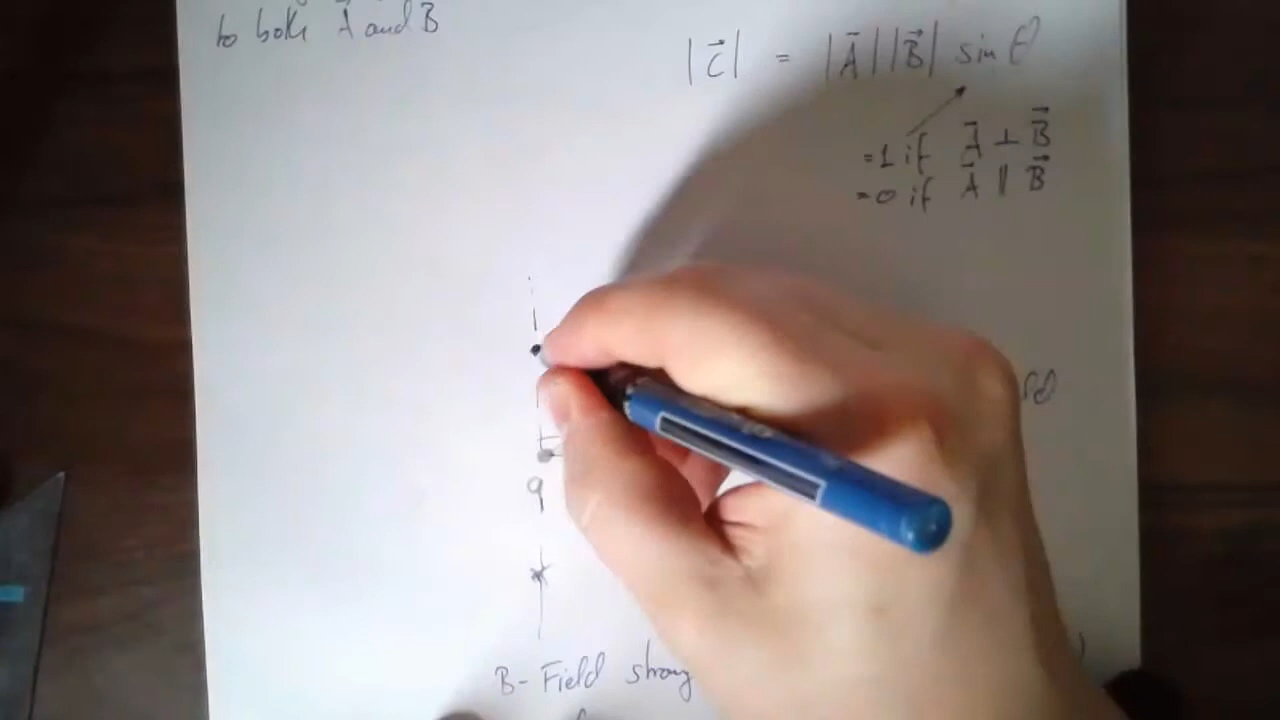 to both A⃗ and B
|C⃗| = |A⃗||B⃗| sin θ
=1 if A⃗ ⊥ B⃗
=0 if A⃗ ∥ B⃗
q
B-Field strong